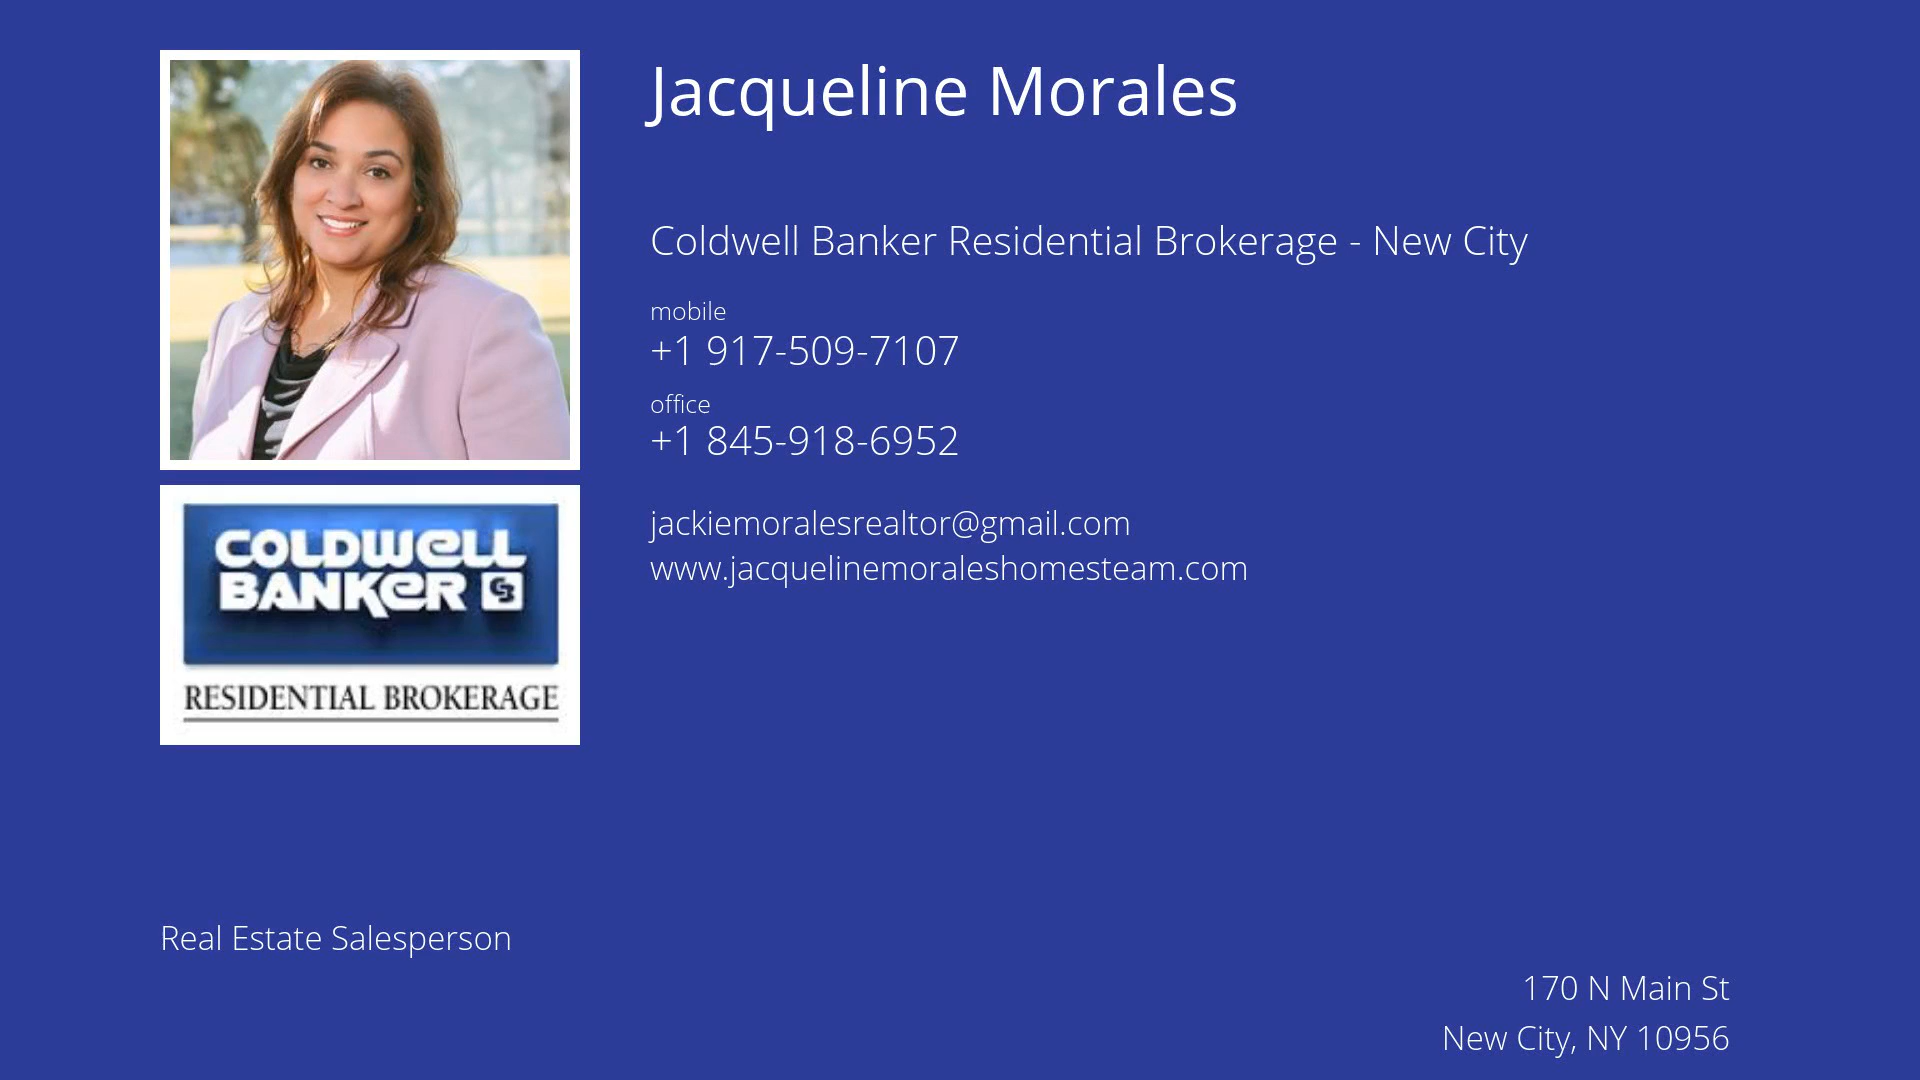 Jacqueline Morales
Coldwell Banker Residential Brokerage - New City
mobile
+1 917-509-7107
office
+1 845-918-6952
jackiemoralesrealtor@gmail.com
www.jacquelinemoraleshomesteam.com
COLDWELL
BANKER CB
RESIDENTIAL BROKERAGE
Real Estate Salesperson
170 N Main St
New City, NY 10956